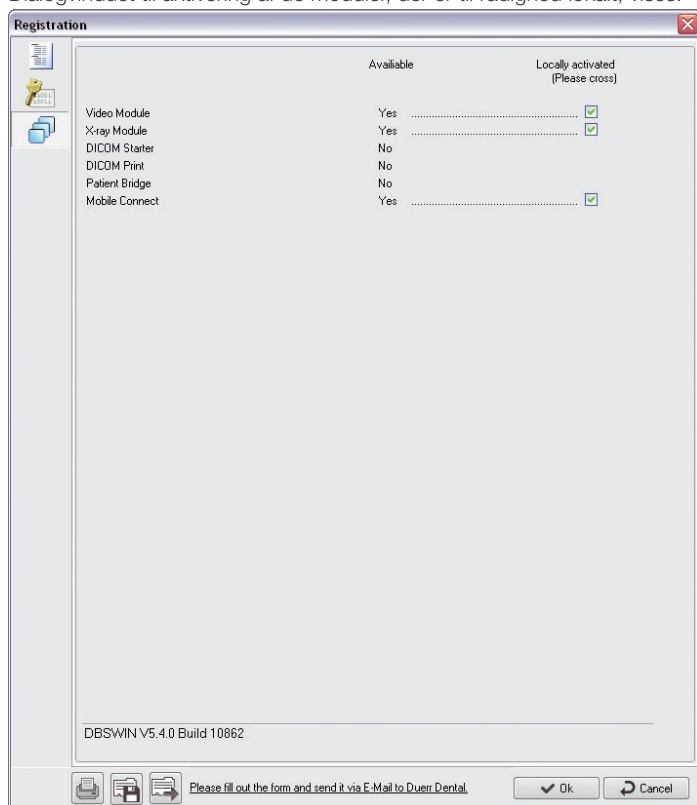 Dialogvinduet til aktivering af de moduler, der er til rådighed lokalt, vises.
Registration
Availiable Locally activated
(Please cross)
Video Module Yes
X-ray Module Yes
DICOM Starter No
DICOM Print No
Patient Bridge No
Mobile Connect Yes
DBSWIN V5.4.0 Build 10862
Please fill out the form and send it via E-Mail to Duerr Dental. Ok Cancel